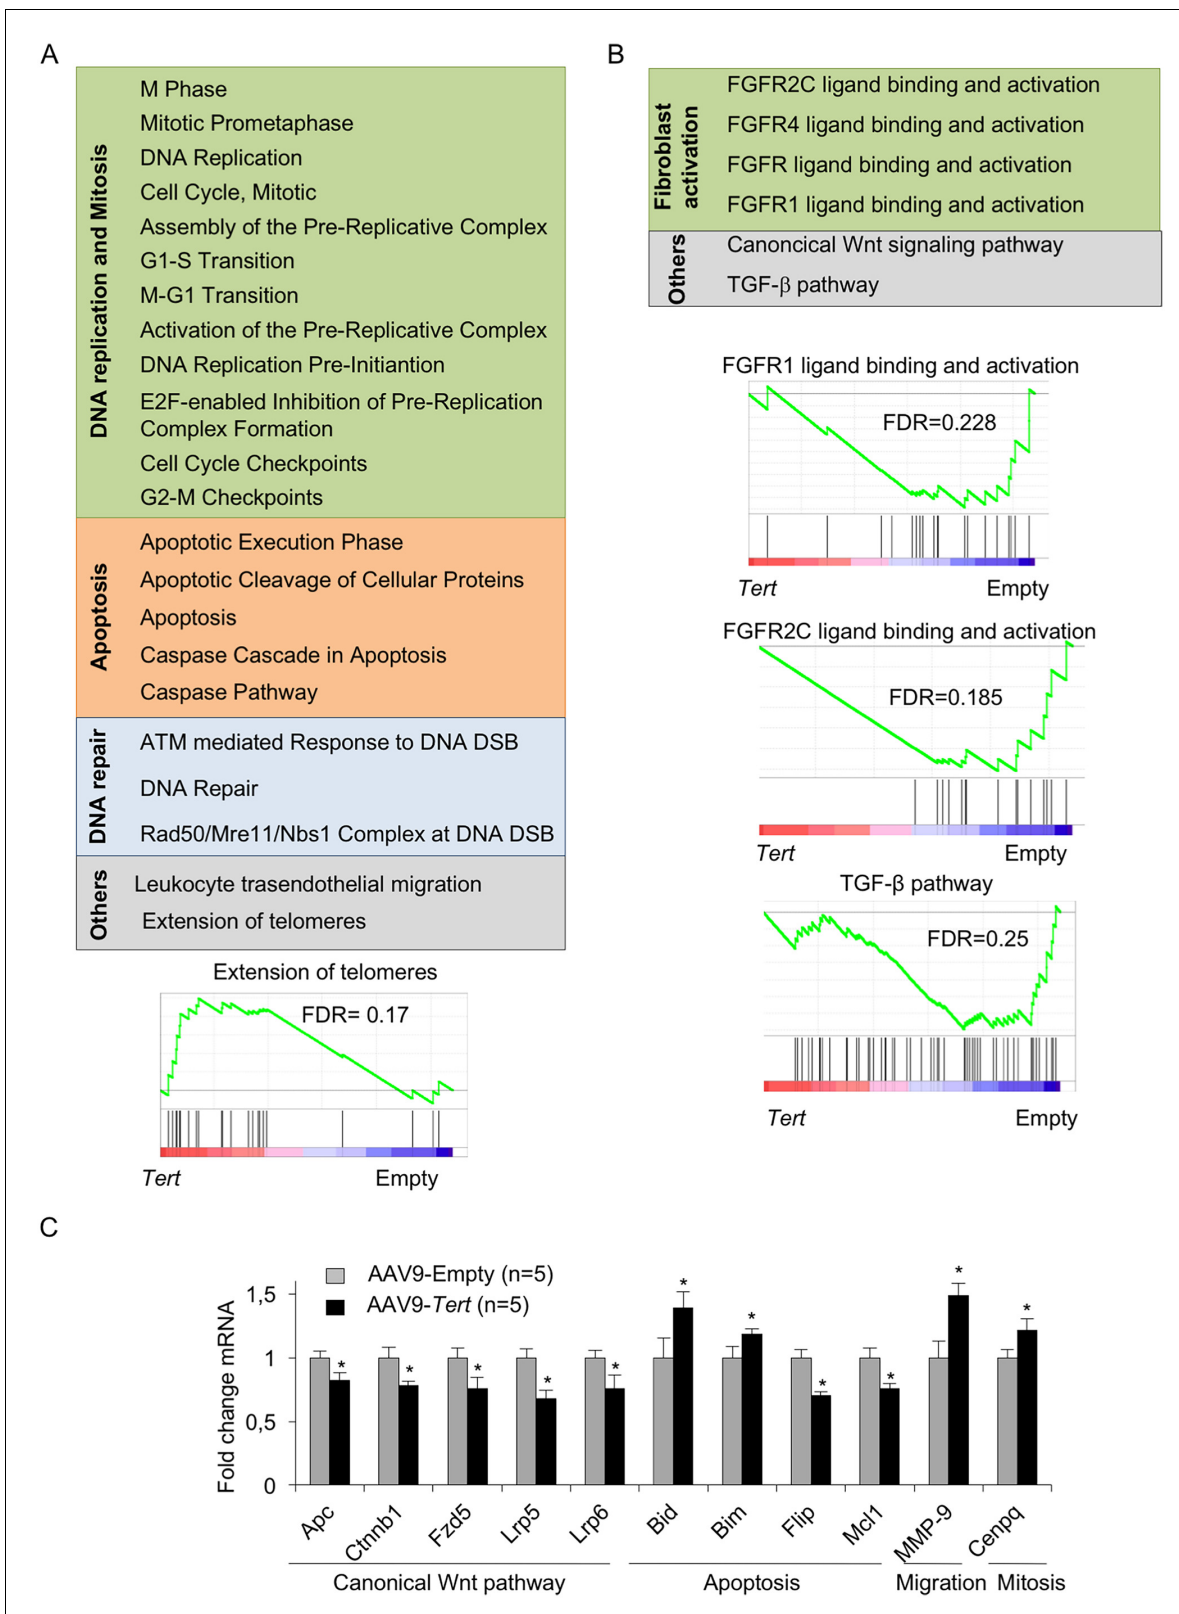 A
DNA replication and Mitosis
M Phase
Mitotic Prometaphase
DNA Replication
Cell Cycle, Mitotic
Assembly of the Pre-Replicative Complex
G1-S Transition
M-G1 Transition
Activation of the Pre-Replicative Complex
DNA Replication Pre-Initiantion
E2F-enabled Inhibition of Pre-Replication
Complex Formation
Cell Cycle Checkpoints
G2-M Checkpoints
Apoptosis
Apoptotic Execution Phase
Apoptotic Cleavage of Cellular Proteins
Apoptosis
Caspase Cascade in Apoptosis
Caspase Pathway
DNA repair
ATM mediated Response to DNA DSB
DNA Repair
Rad50/Mre11/Nbs1 Complex at DNA DSB
Others
Leukocyte trasendothelial migration
Extension of telomeres
Extension of telomeres
FDR= 0.17
Tert Empty
B
Fibroblast
activation
FGFR2C ligand binding and activation
FGFR4 ligand binding and activation
FGFR ligand binding and activation
FGFR1 ligand binding and activation
Others
Canoncical Wnt signaling pathway
TGF-β pathway
FGFR1 ligand binding and activation
FDR=0.228
Tert Empty
FGFR2C ligand binding and activation
FDR=0.185
Tert Empty
TGF-β pathway
FDR=0.25
Tert Empty
C
AAV9-Empty (n=5)
AAV9-Tert (n=5)
Fold change mRNA
1,5
1
0,5
0
* * * * * * * * * * *
Apc Ctnnb1 Fzd5 Lrp5 Lrp6 Bid Bim Flip Mcl1 MMP-9 Cenpq
Canonical Wnt pathway Apoptosis Migration Mitosis